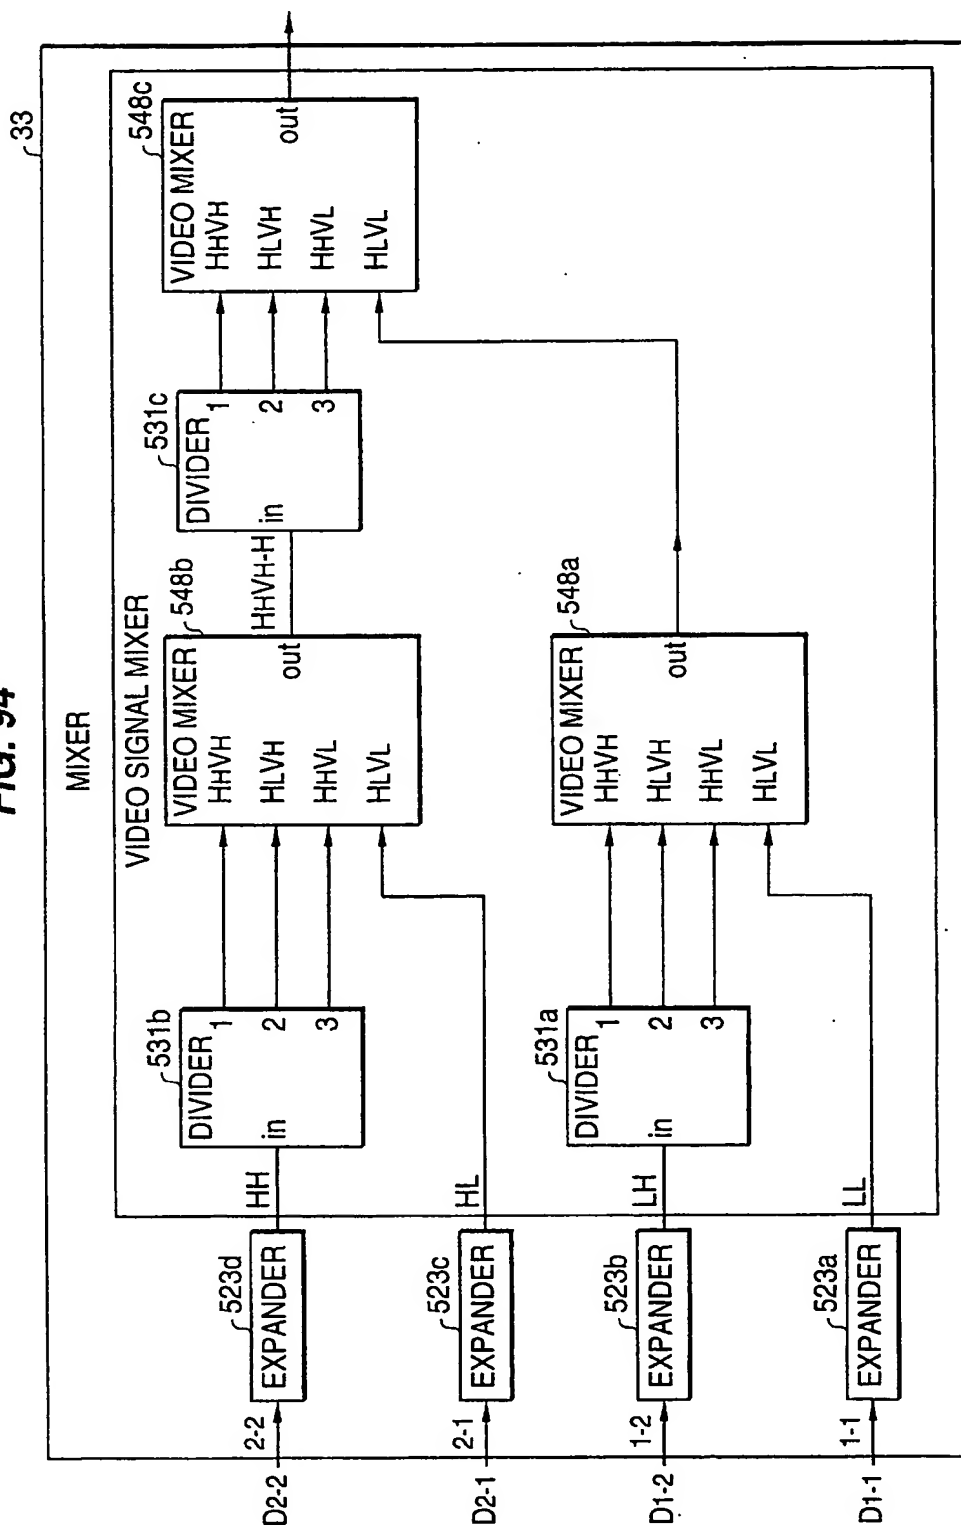 FIG. 94
33
MIXER
VIDEO SIGNAL MIXER
D2-2
2-2
523d
EXPANDER
HH
531b
DIVIDER
in
1
2
3
548b
VIDEO MIXER
HHVH
HLVH
HHVL
HLVL
out
HHVH-H
531c
DIVIDER
in
1
2
3
548c
VIDEO MIXER
HHVH
HLVH
HHVL
HLVL
out
D2-1
2-1
523c
EXPANDER
HL
D1-2
1-2
523b
EXPANDER
LH
531a
DIVIDER
in
1
2
3
548a
VIDEO MIXER
HHVH
HLVH
HHVL
HLVL
out
D1-1
1-1
523a
EXPANDER
LL